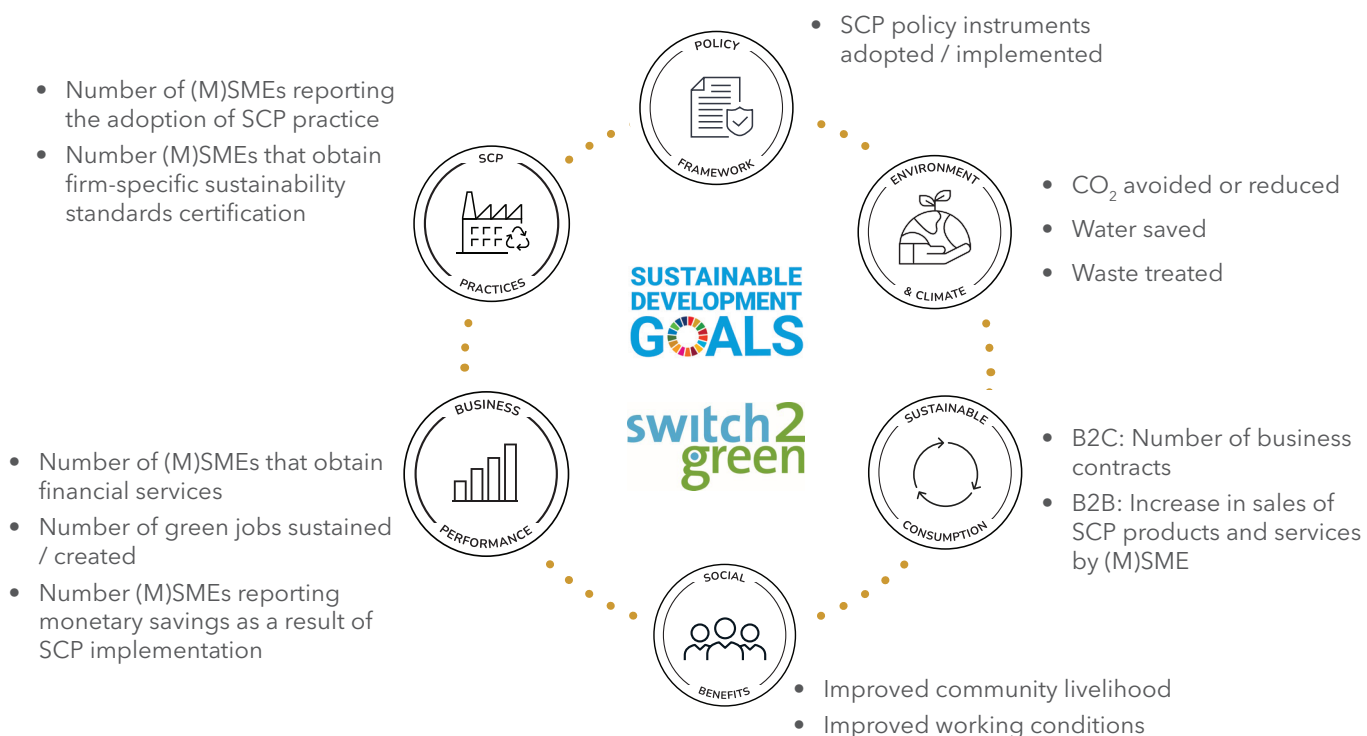 POLICY
FRAMEWORK
• SCP policy instruments
adopted / implemented
ENVIRONMENT
& CLIMATE
• CO₂ avoided or reduced
• Water saved
• Waste treated
SUSTAINABLE
CONSUMPTION
• B2C: Number of business
contracts
• B2B: Increase in sales of
SCP products and services
by (M)SME
SOCIAL
BENEFITS
• Improved community livelihood
• Improved working conditions
BUSINESS
PERFORMANCE
• Number of (M)SMEs that obtain
financial services
• Number of green jobs sustained
/ created
• Number (M)SMEs reporting
monetary savings as a result of
SCP implementation
SCP
PRACTICES
• Number of (M)SMEs reporting
the adoption of SCP practice
• Number (M)SMEs that obtain
firm-specific sustainability
standards certification
SUSTAINABLE
DEVELOPMENT
GOALS
switch2
green